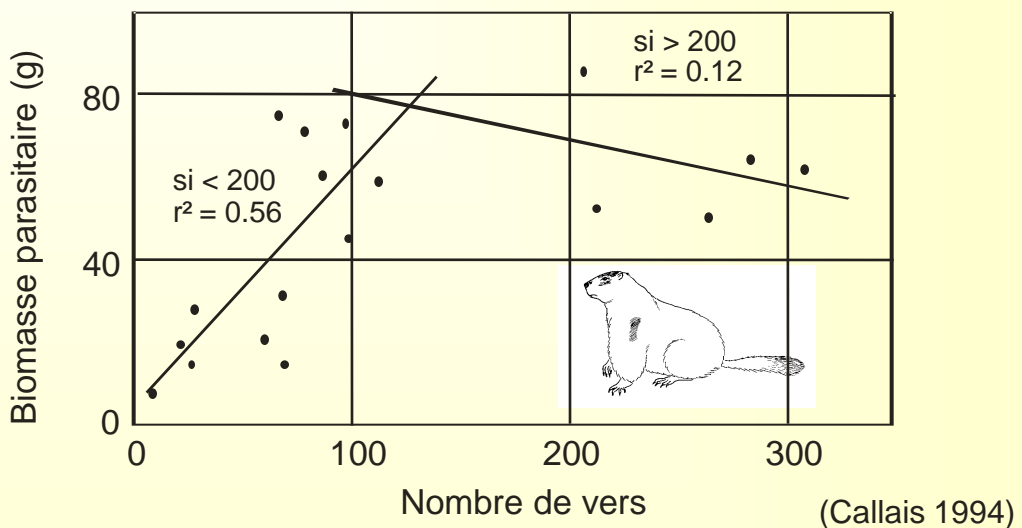 Biomasse parasitaire (g)
80
40
0
si < 200
r² = 0.56
si > 200
r² = 0.12
0 100 200 300
Nombre de vers
(Callais 1994)